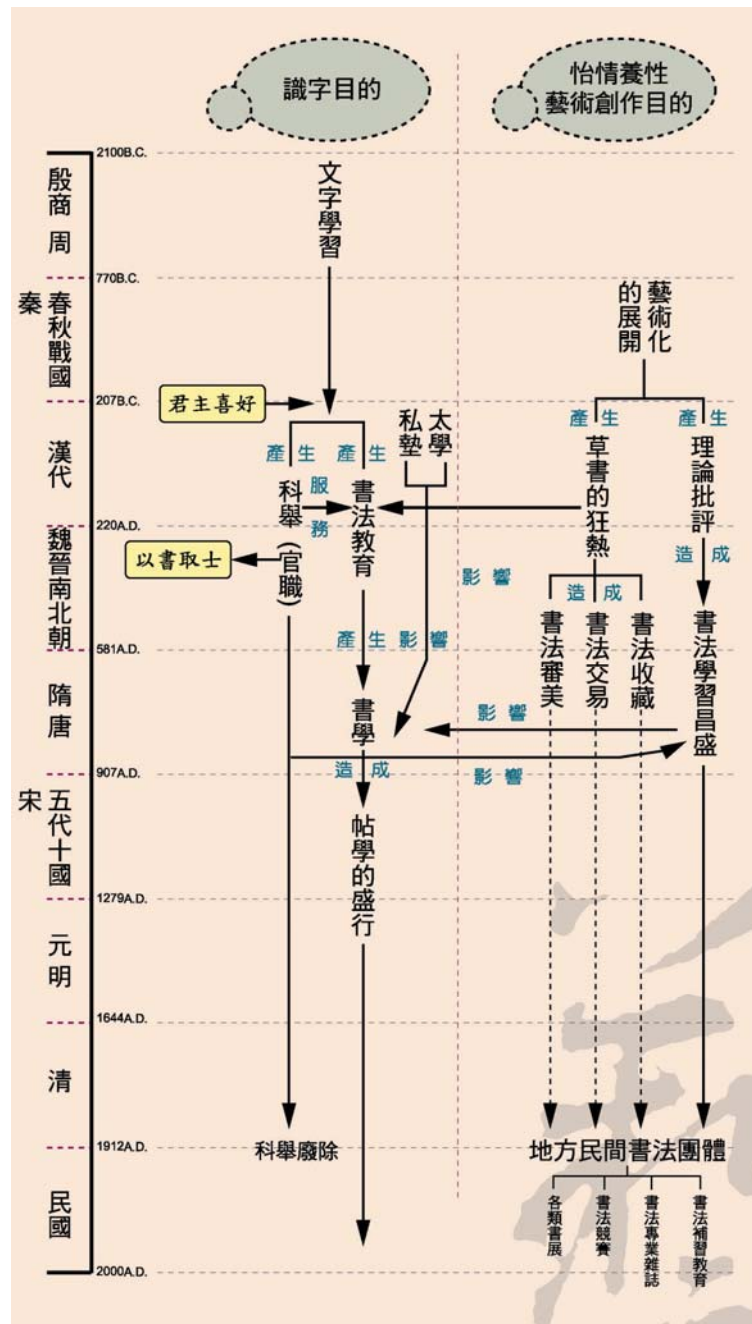 識字目的
怡情養性
藝術創作目的
2100B.C.
殷商 周
770B.C.
春秋戰國
秦
207B.C.
漢代
220A.D.
魏晉南北朝
581A.D.
隋唐
907A.D.
五代十國
宋
1279A.D.
元明
1644A.D.
清
1912A.D.
民國
2000A.D.
文字學習
君主喜好
產生
產生
科舉(官職)
服務
書法教育
太學
私塾
以書取士
產生
影響
書學
造成
帖學的盛行
科舉廢除
藝術化
的展開
產生
產生
草書的狂熱
理論批評
影響
造成
造成
書法審美
書法交易
書法收藏
書法學習昌盛
影響
影響
地方民間書法團體
各類書展
書法競賽
書法專業雜誌
書法補習教育